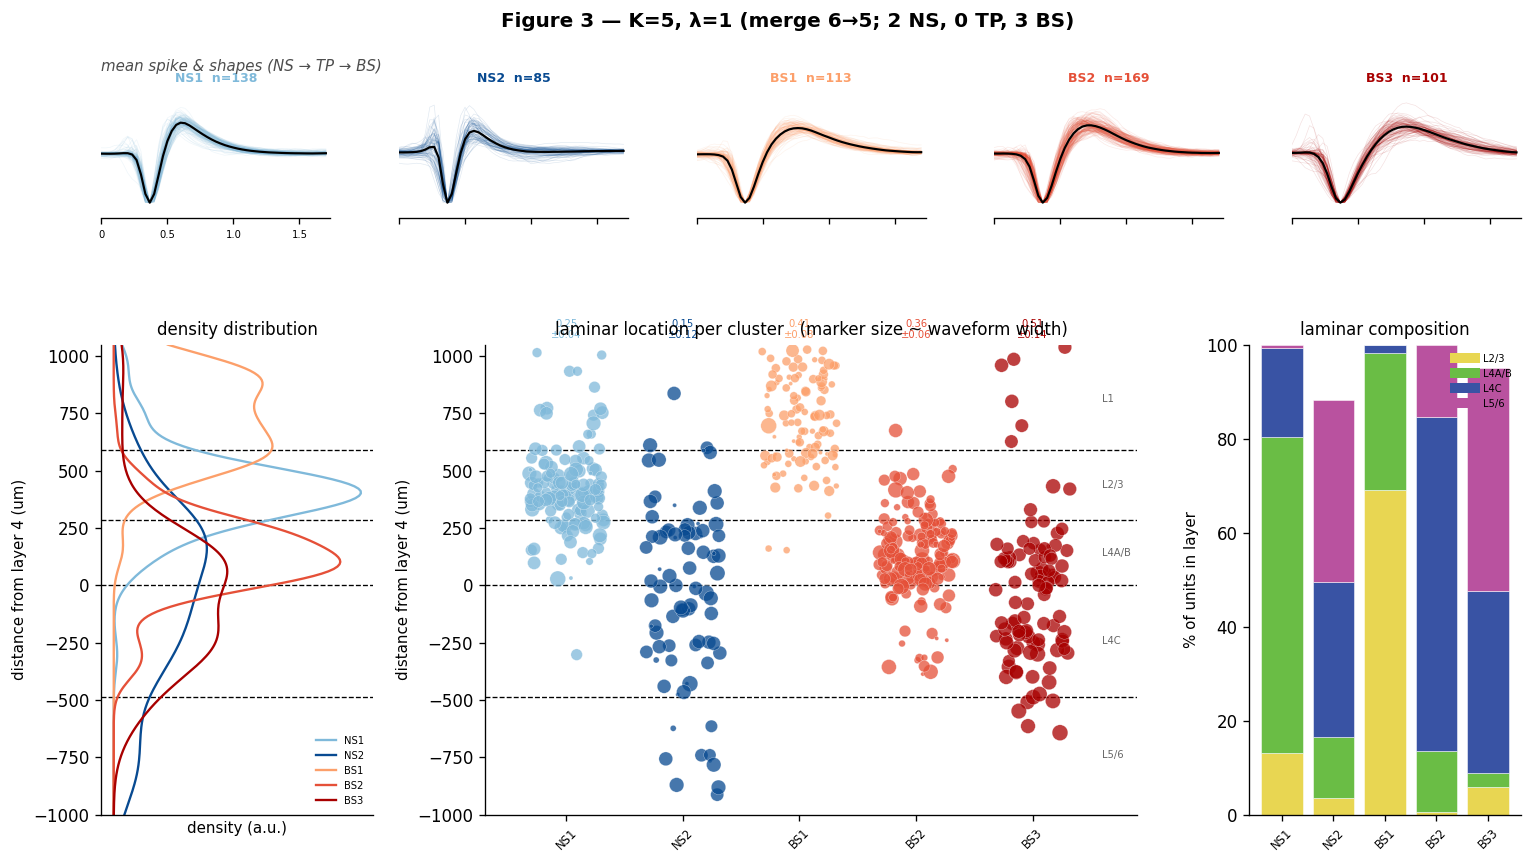 Figure 3 — K=5, λ=1 (merge 6→5; 2 NS, 0 TP, 3 BS)
mean spike & shapes (NS → TP → BS)
NS1 n=138
NS2 n=85
BS1 n=113
BS2 n=169
BS3 n=101
0
0.5
1.0
1.5
density distribution
1000
750
500
250
0
−250
−500
−750
−1000
distance from layer 4 (um)
density (a.u.)
NS1
NS2
BS1
BS2
BS3
laminar location per cluster (marker size ~ waveform width)
0.15
±0.12
0.36
±0.06
0.51
±0.14
1000
750
500
250
0
−250
−500
−750
−1000
distance from layer 4 (um)
L1
L2/3
L4A/B
L4C
L5/6
NS1
NS2
BS1
BS2
BS3
laminar composition
100
80
60
40
20
0
% of units in layer
L2/3
L4A/B
L4C
L5/6
NS1
NS2
BS1
BS2
BS3